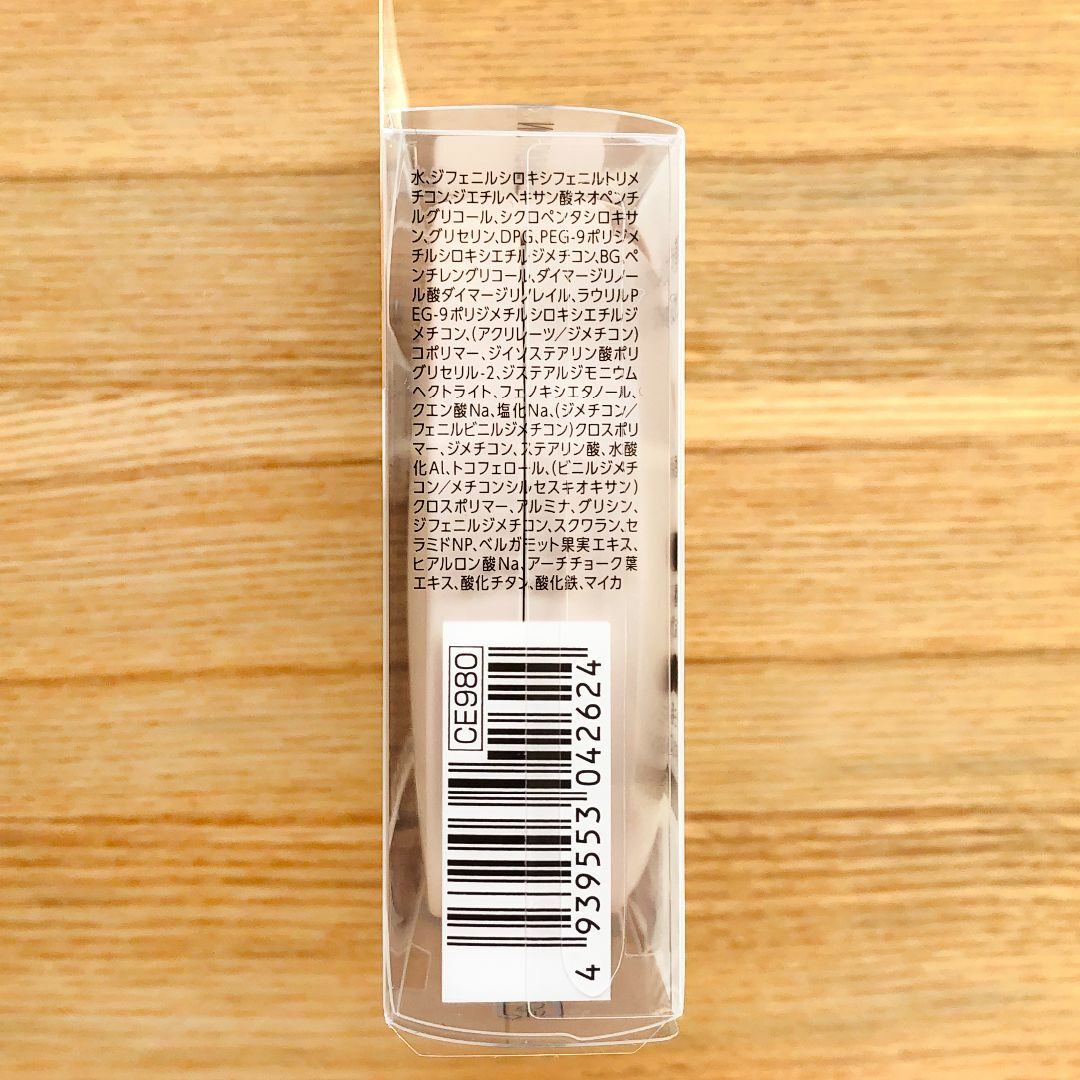 水、ジフェニルシロキシフェニルトリメ
チコン、ジエチルヘキサン酸ネオペンチ
ルグリコール、シクロペンタシロキサ
ン、グリセリン、DPG、PEG-9ポリジメ
チルシロキシエチルジメチコン、BG、ペ
ンチレングリコール、ダイマージリノー
ル酸ダイマージリノレイル、ラウリルP
EG-9ポリジメチルシロキシエチルジ
メチコン、(アクリレーツ/ジメチコン)
コポリマー、ジイソステアリン酸ポリ
グリセリル-2、ジステアルジモニウム
ヘクトライト、フェノキシエタノール、
クエン酸Na、塩化Na、(ジメチコン/
フェニルビニルジメチコン)クロスポリ
マー、ジメチコン、ステアリン酸、水酸
化Al、トコフェロール、(ビニルジメチ
コン/メチコンシルセスキオキサン)
クロスポリマー、アルミナ、グリシン、
ジフェニルジメチコン、スクワラン、セ
ラミドNP、ベルガモット果実エキス、
ヒアルロン酸Na、アーチチョーク葉
エキス、酸化チタン、酸化鉄、マイカ
CE980
4 939553 042624